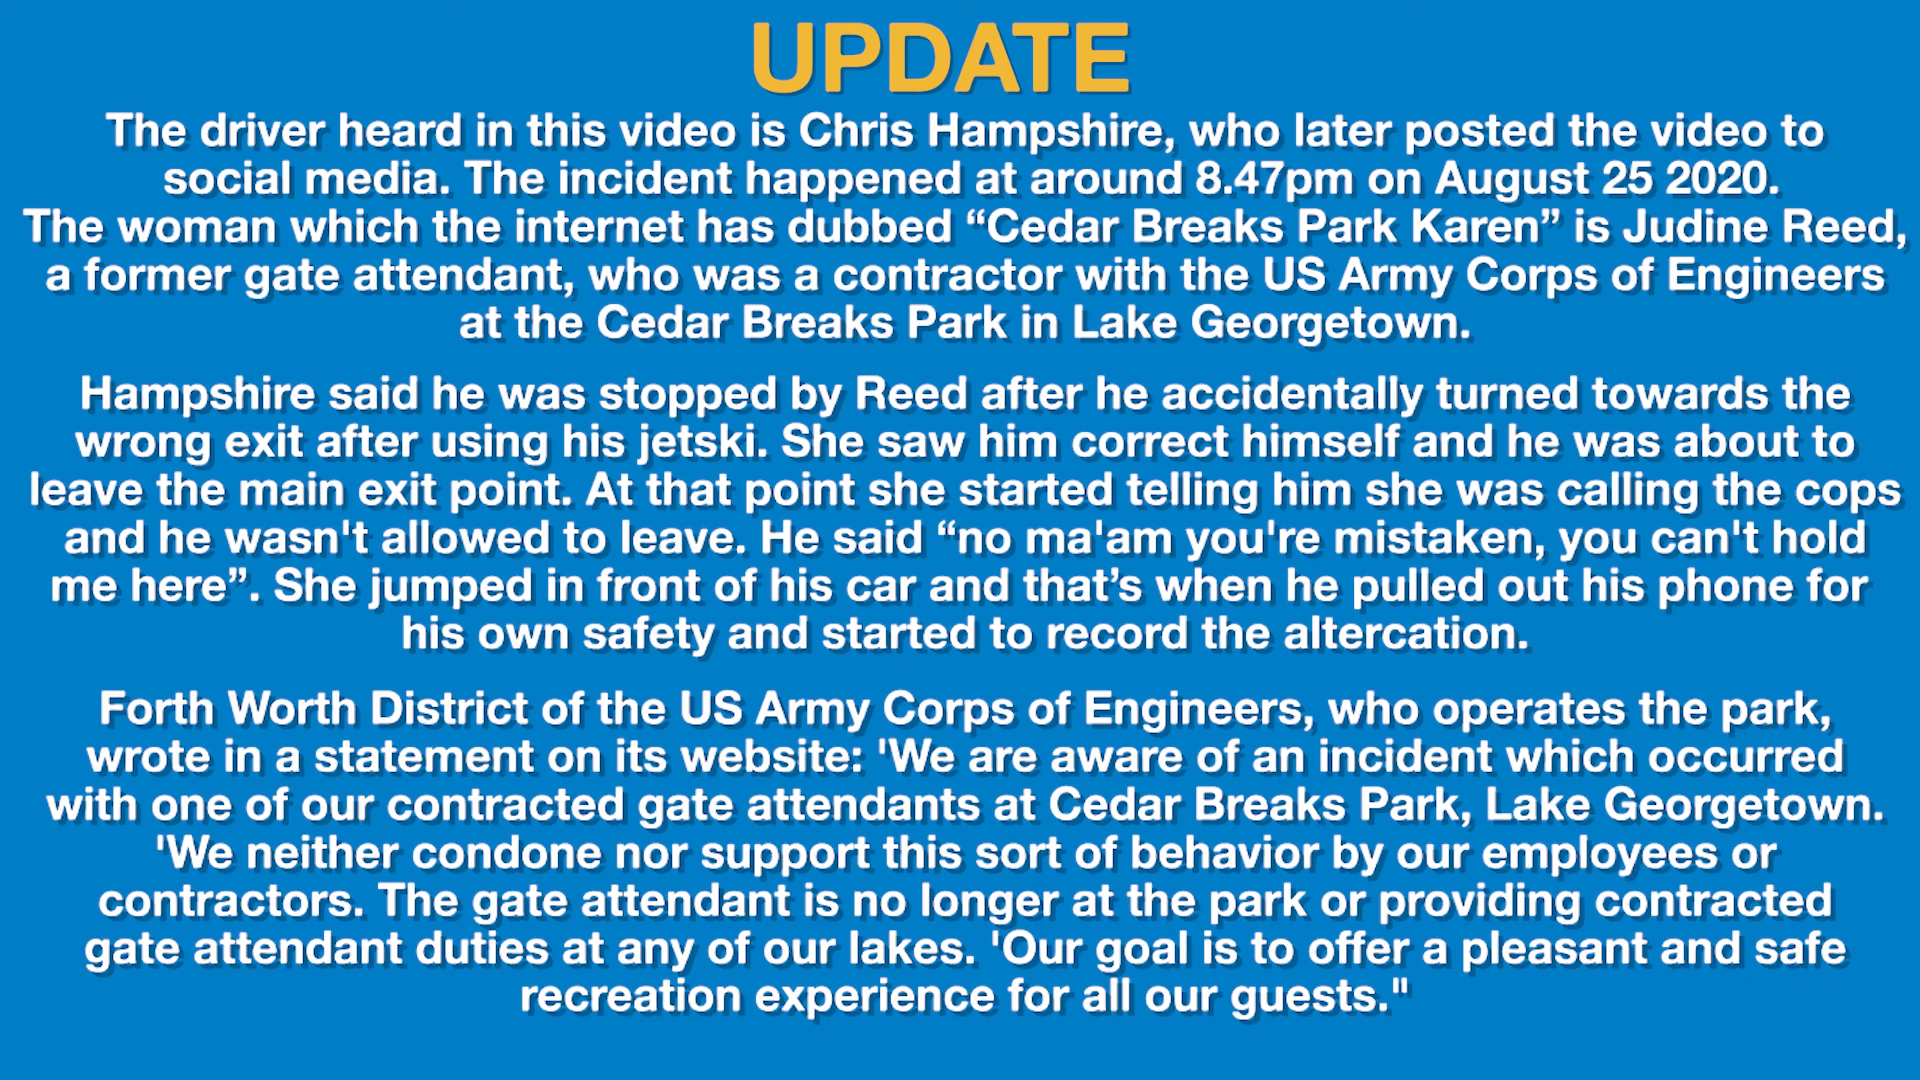 UPDATE
The driver heard in this video is Chris Hampshire, who later posted the video to
social media. The incident happened at around 8.47pm on August 25 2020.
The woman which the internet has dubbed “Cedar Breaks Park Karen” is Judine Reed,
a former gate attendant, who was a contractor with the US Army Corps of Engineers
at the Cedar Breaks Park in Lake Georgetown.
Hampshire said he was stopped by Reed after he accidentally turned towards the
wrong exit after using his jetski. She saw him correct himself and he was about to
leave the main exit point. At that point she started telling him she was calling the cops
and he wasn't allowed to leave. He said “no ma'am you're mistaken, you can't hold
me here”. She jumped in front of his car and that’s when he pulled out his phone for
his own safety and started to record the altercation.
Forth Worth District of the US Army Corps of Engineers, who operates the park,
wrote in a statement on its website: 'We are aware of an incident which occurred
with one of our contracted gate attendants at Cedar Breaks Park, Lake Georgetown.
'We neither condone nor support this sort of behavior by our employees or
contractors. The gate attendant is no longer at the park or providing contracted
gate attendant duties at any of our lakes. 'Our goal is to offer a pleasant and safe
recreation experience for all our guests."